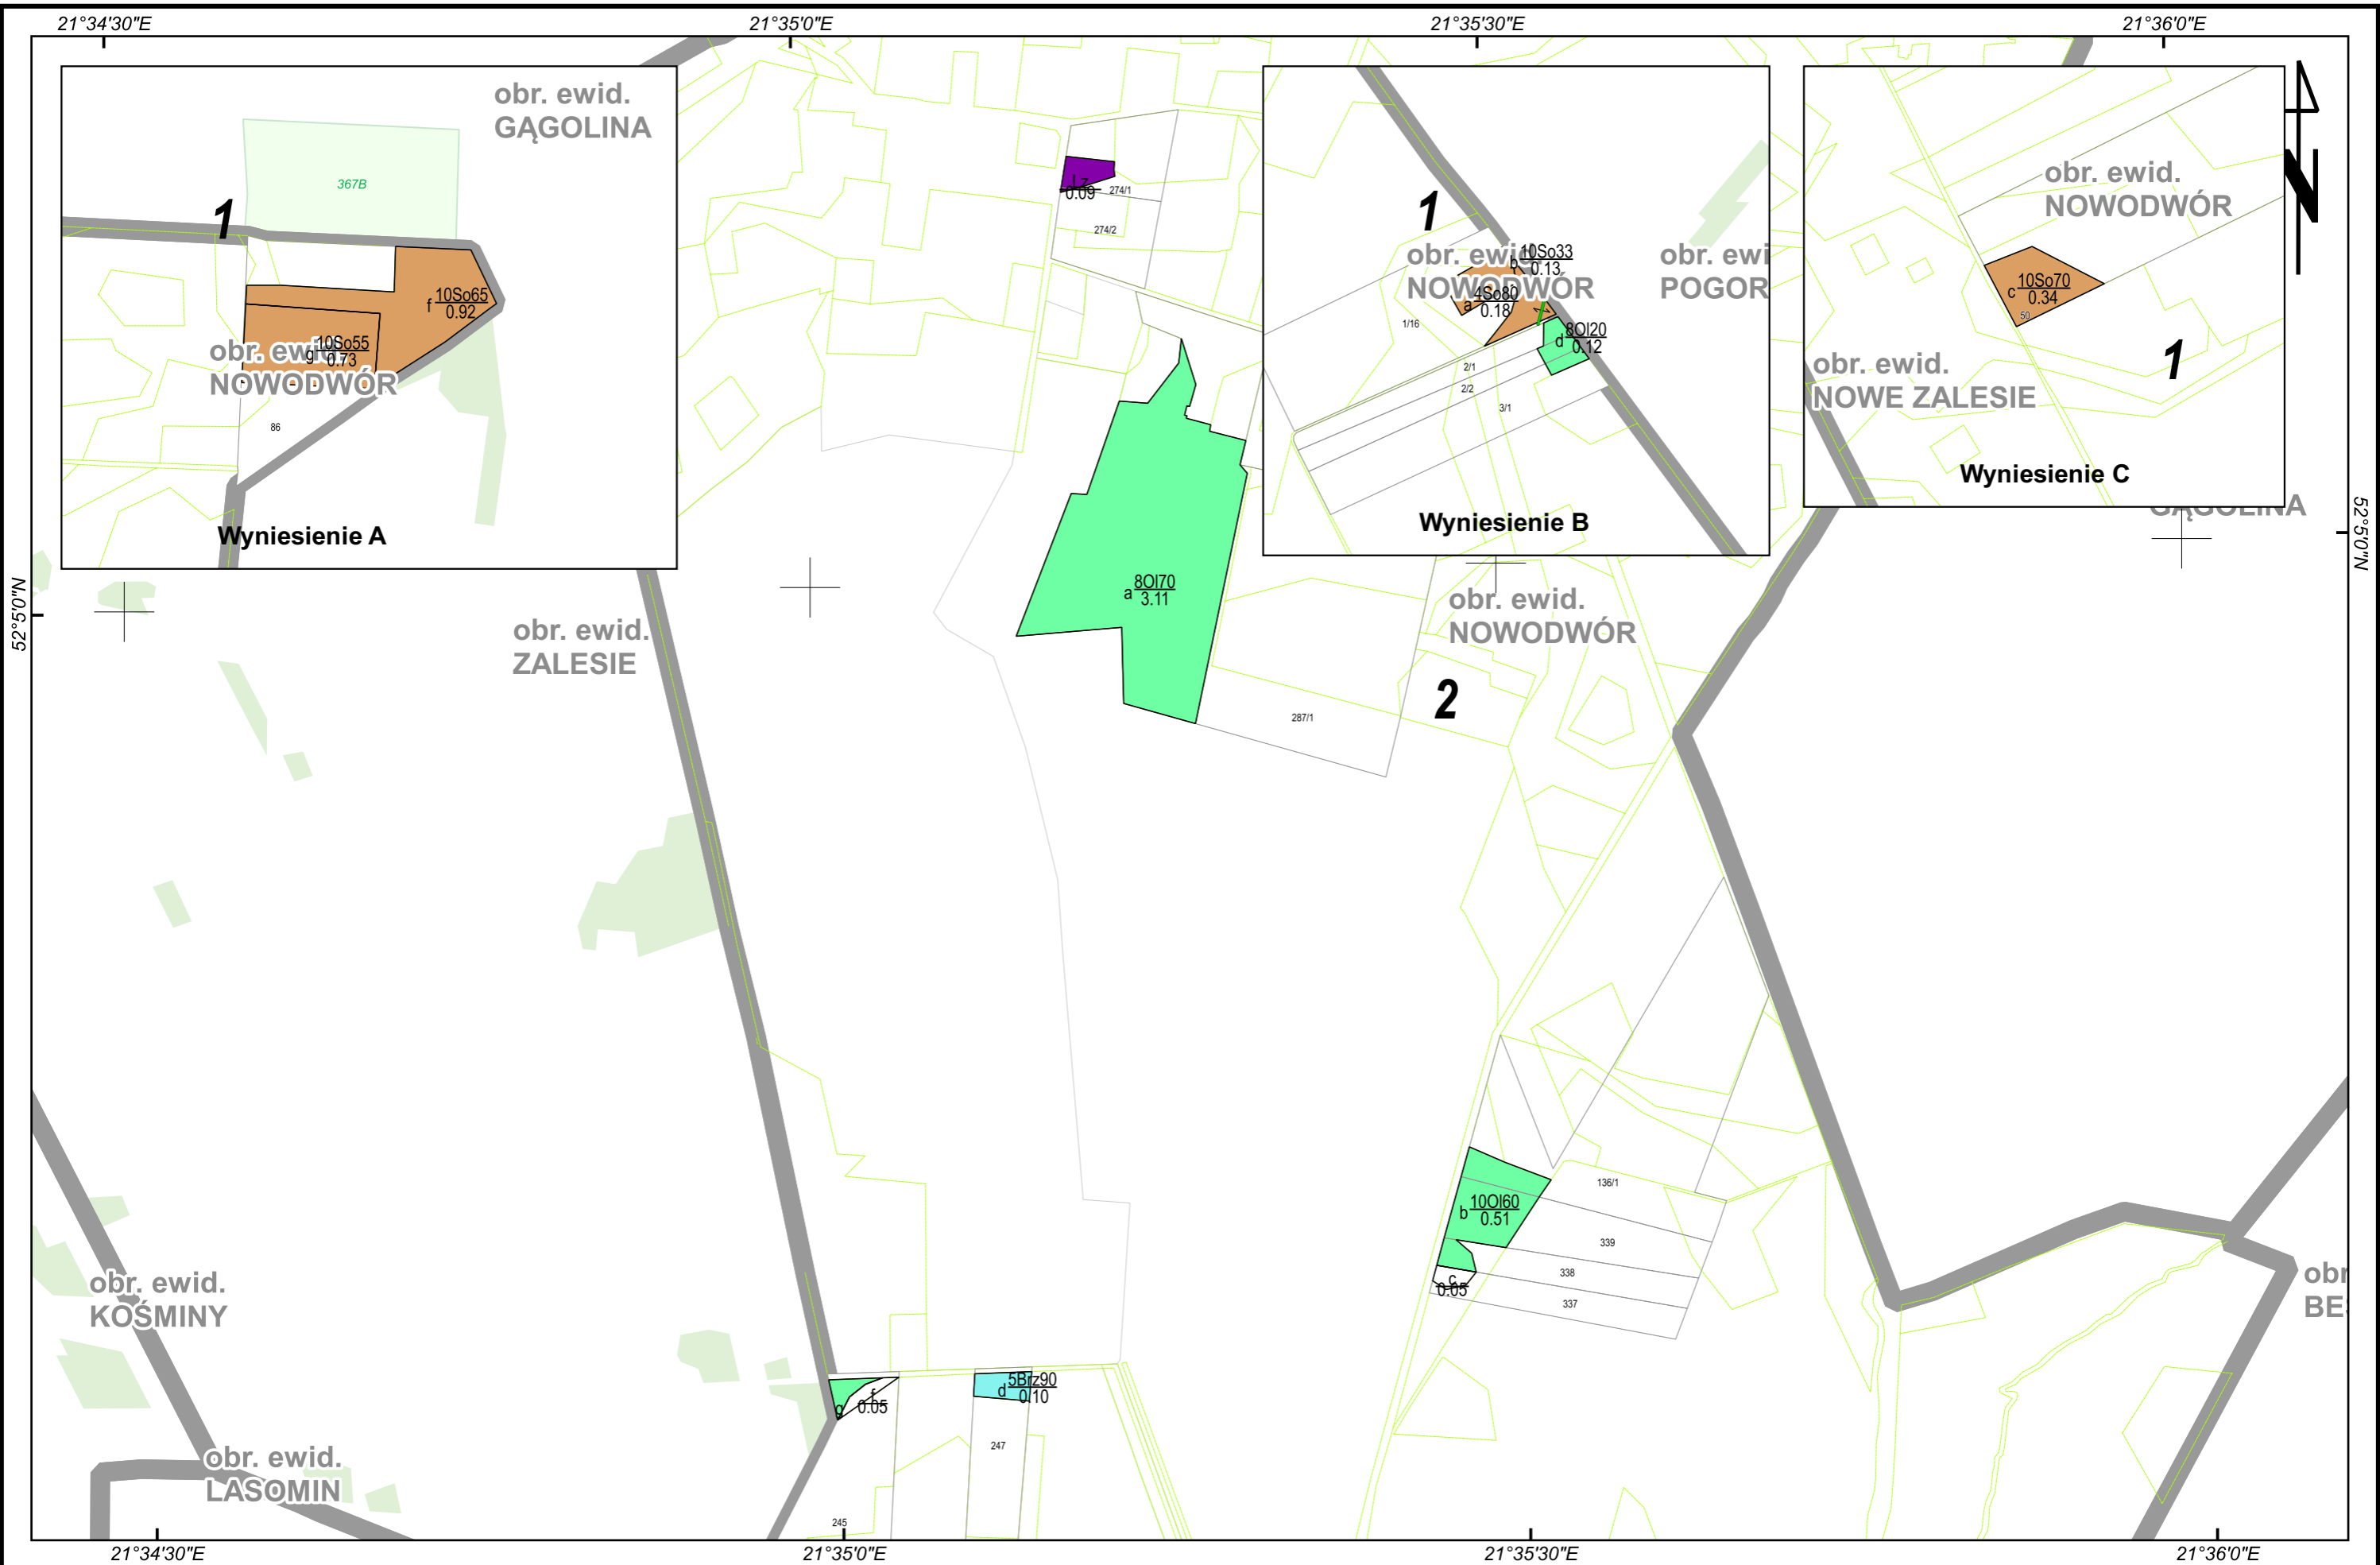 21°34'30"E
21°35'0"E
21°35'30"E
21°36'0"E
obr. ewid.
GĄGOLINA
367B
1
f 10So65
0.92
g 10So55
0.73
obr. ewid.
NOWODWÓR
86
Wyniesienie A
Lz
0.09
274/1
274/2
1
obr. ewid.
NOWODWÓR
obr. ewi
POGOR
b 10So33
0.13
a 4So80
0.18
d 8Ol20
0.12
1/16
2/1
2/2
3/1
Wyniesienie B
obr. ewid.
NOWODWÓR
c 10So70
0.34
50
1
obr. ewid.
NOWE ZALESIE
Wyniesienie C
N
GĄGOLINA
52°5'0"N
52°5'0"N
a 8Ol70
3.11
obr. ewid.
NOWODWÓR
obr. ewid.
ZALESIE
2
287/1
136/1
b 10Ol60
0.51
339
338
337
c
0.05
obr. ewid.
KOŚMINY
obr
BE
f
0.05
g
d 5Brz90
0.10
247
obr. ewid.
LASOMIN
245
21°34'30"E
21°35'0"E
21°35'30"E
21°36'0"E